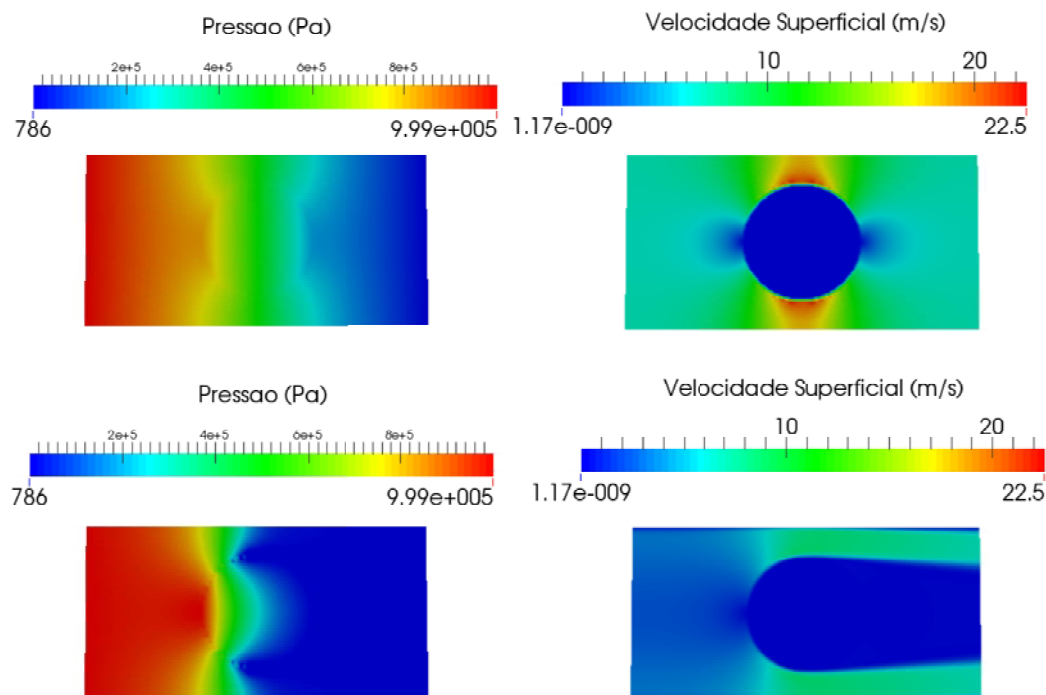 Pressao (Pa)
2e+5 4e+5 6e+5 8e+5
786 9.99e+005
Velocidade Superficial (m/s)
10 20
1.17e-009 22.5
Pressao (Pa)
2e+5 4e+5 6e+5 8e+5
786 9.99e+005
Velocidade Superficial (m/s)
10 20
1.17e-009 22.5